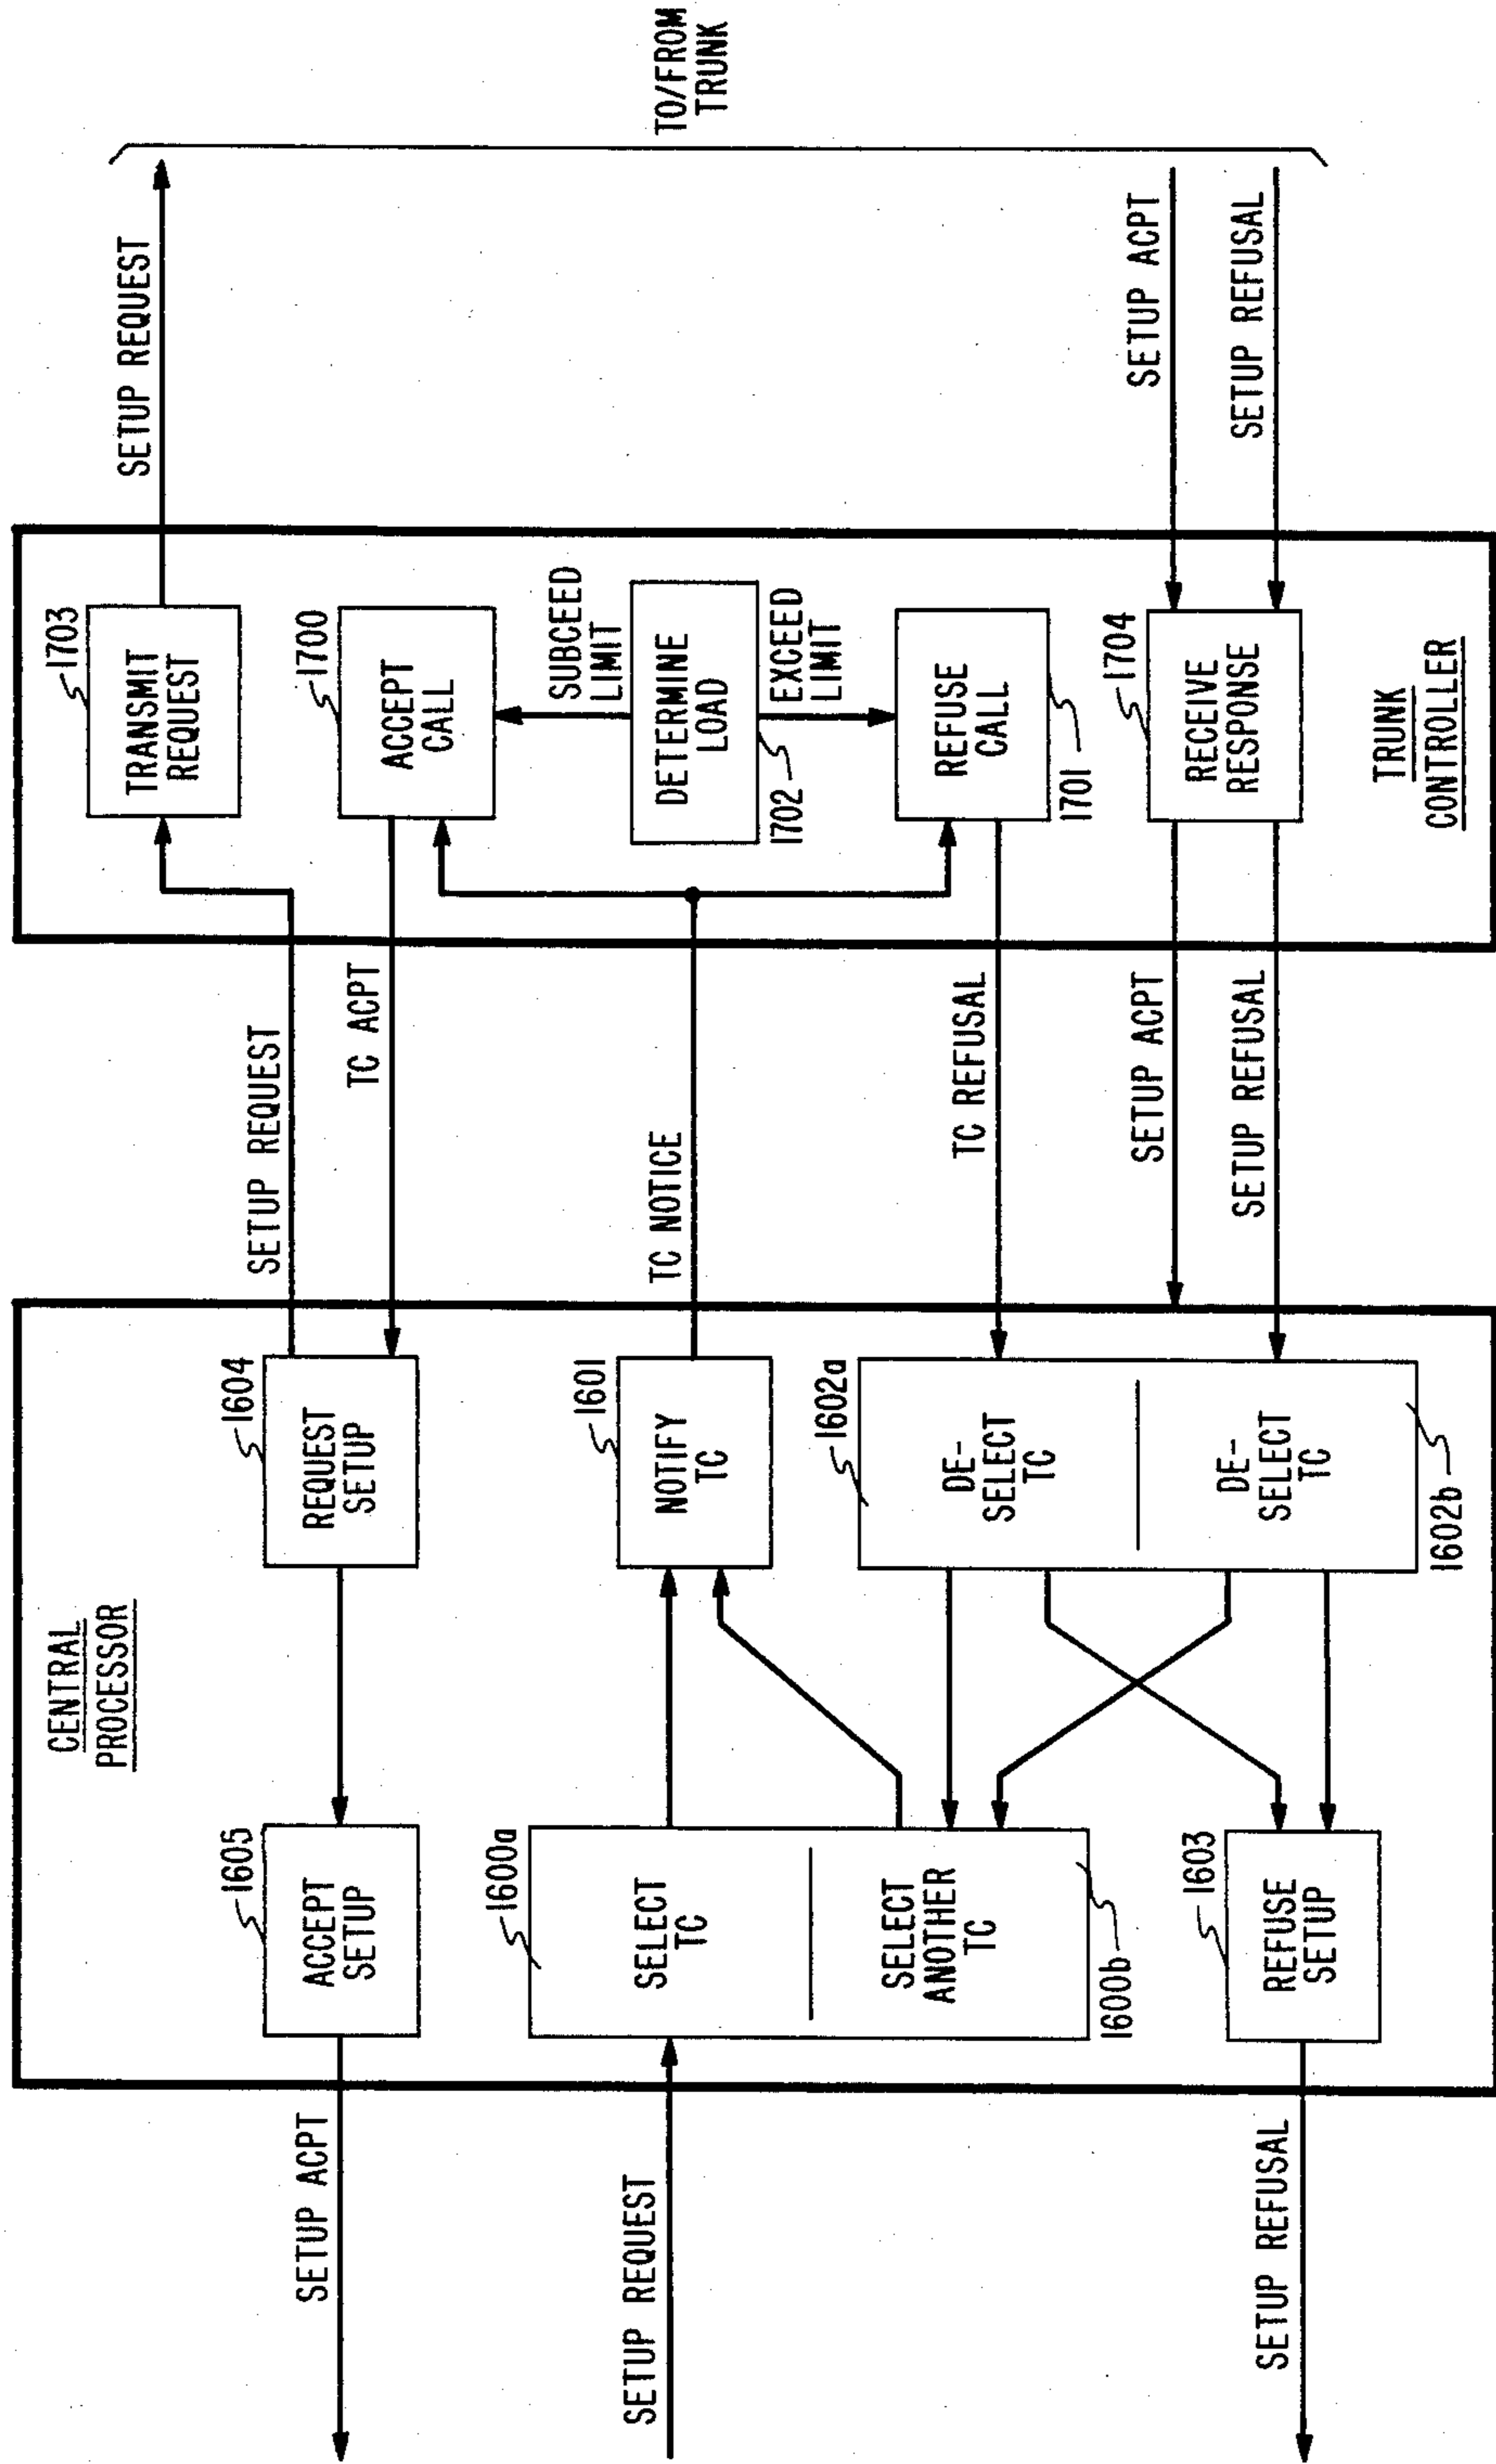 CENTRAL
PROCESSOR
SETUP ACPT
1605
ACCEPT
SETUP
1604
REQUEST
SETUP
SETUP REQUEST
TC ACPT
1703
TRANSMIT
REQUEST
SETUP REQUEST
1700
ACCEPT
CALL
SUBCEED
LIMIT
DETERMINE
LOAD
1702
EXCEED
LIMIT
REFUSE
CALL
1701
SETUP REQUEST
1600a
SELECT
TC
SELECT
ANOTHER
TC
1600b
1601
NOTIFY
TC
TC NOTICE
1602a
DE-
SELECT
TC
DE-
SELECT
TC
1602b
TC REFUSAL
SETUP REFUSAL
1603
REFUSE
SETUP
SETUP ACPT
SETUP REFUSAL
1704
RECEIVE
RESPONSE
SETUP ACPT
SETUP REFUSAL
TRUNK
CONTROLLER
TO/FROM
TRUNK